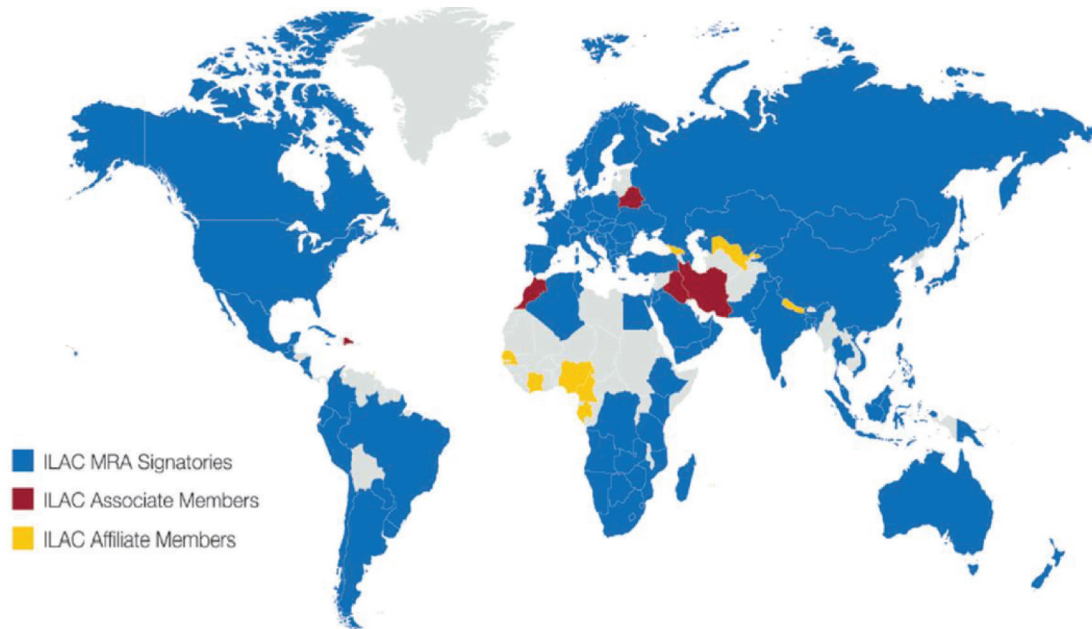 ILAC MRA Signatories
ILAC Associate Members
ILAC Affiliate Members